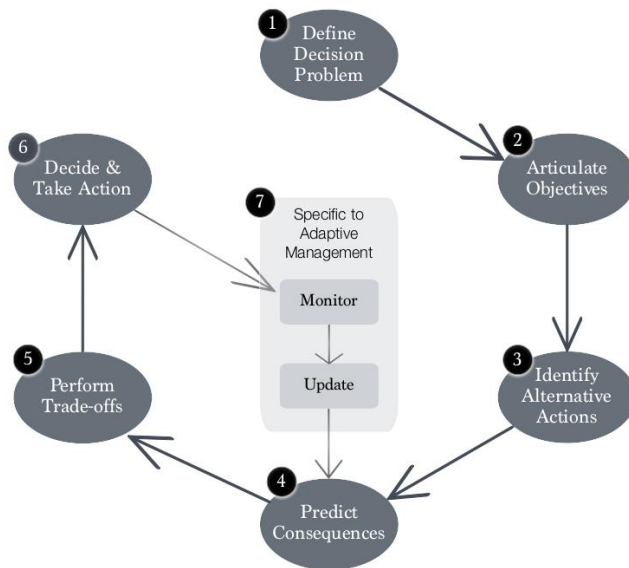 1
Define
Decision
Problem
2
Articulate
Objectives
3
Identify
Alternative
Actions
4
Predict
Consequences
5
Perform
Trade-offs
6
Decide &
Take Action
7
Specific to
Adaptive
Management
Monitor
Update